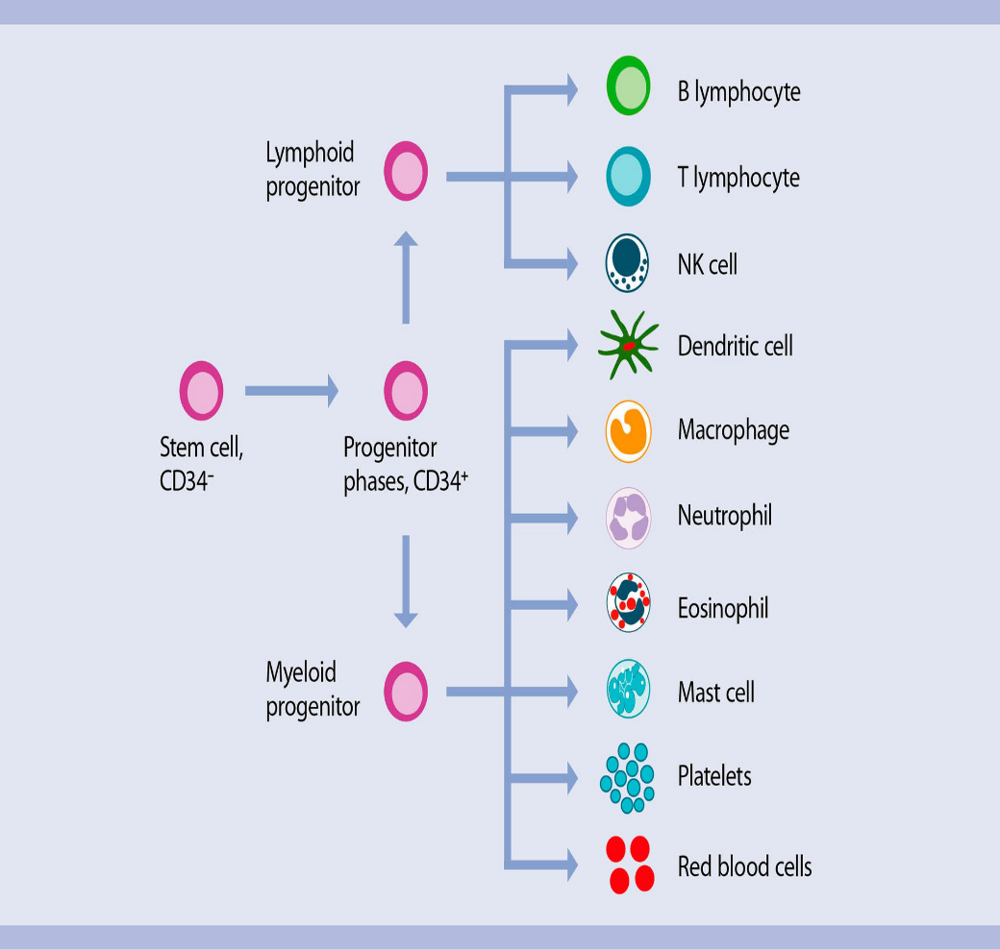 B lymphocyte
Lymphoid
progenitor
T lymphocyte
NK cell
Dendritic cell
Macrophage
Stem cell,
CD34⁻
Progenitor
phases, CD34⁺
Neutrophil
Eosinophil
Myeloid
progenitor
Mast cell
Platelets
Red blood cells